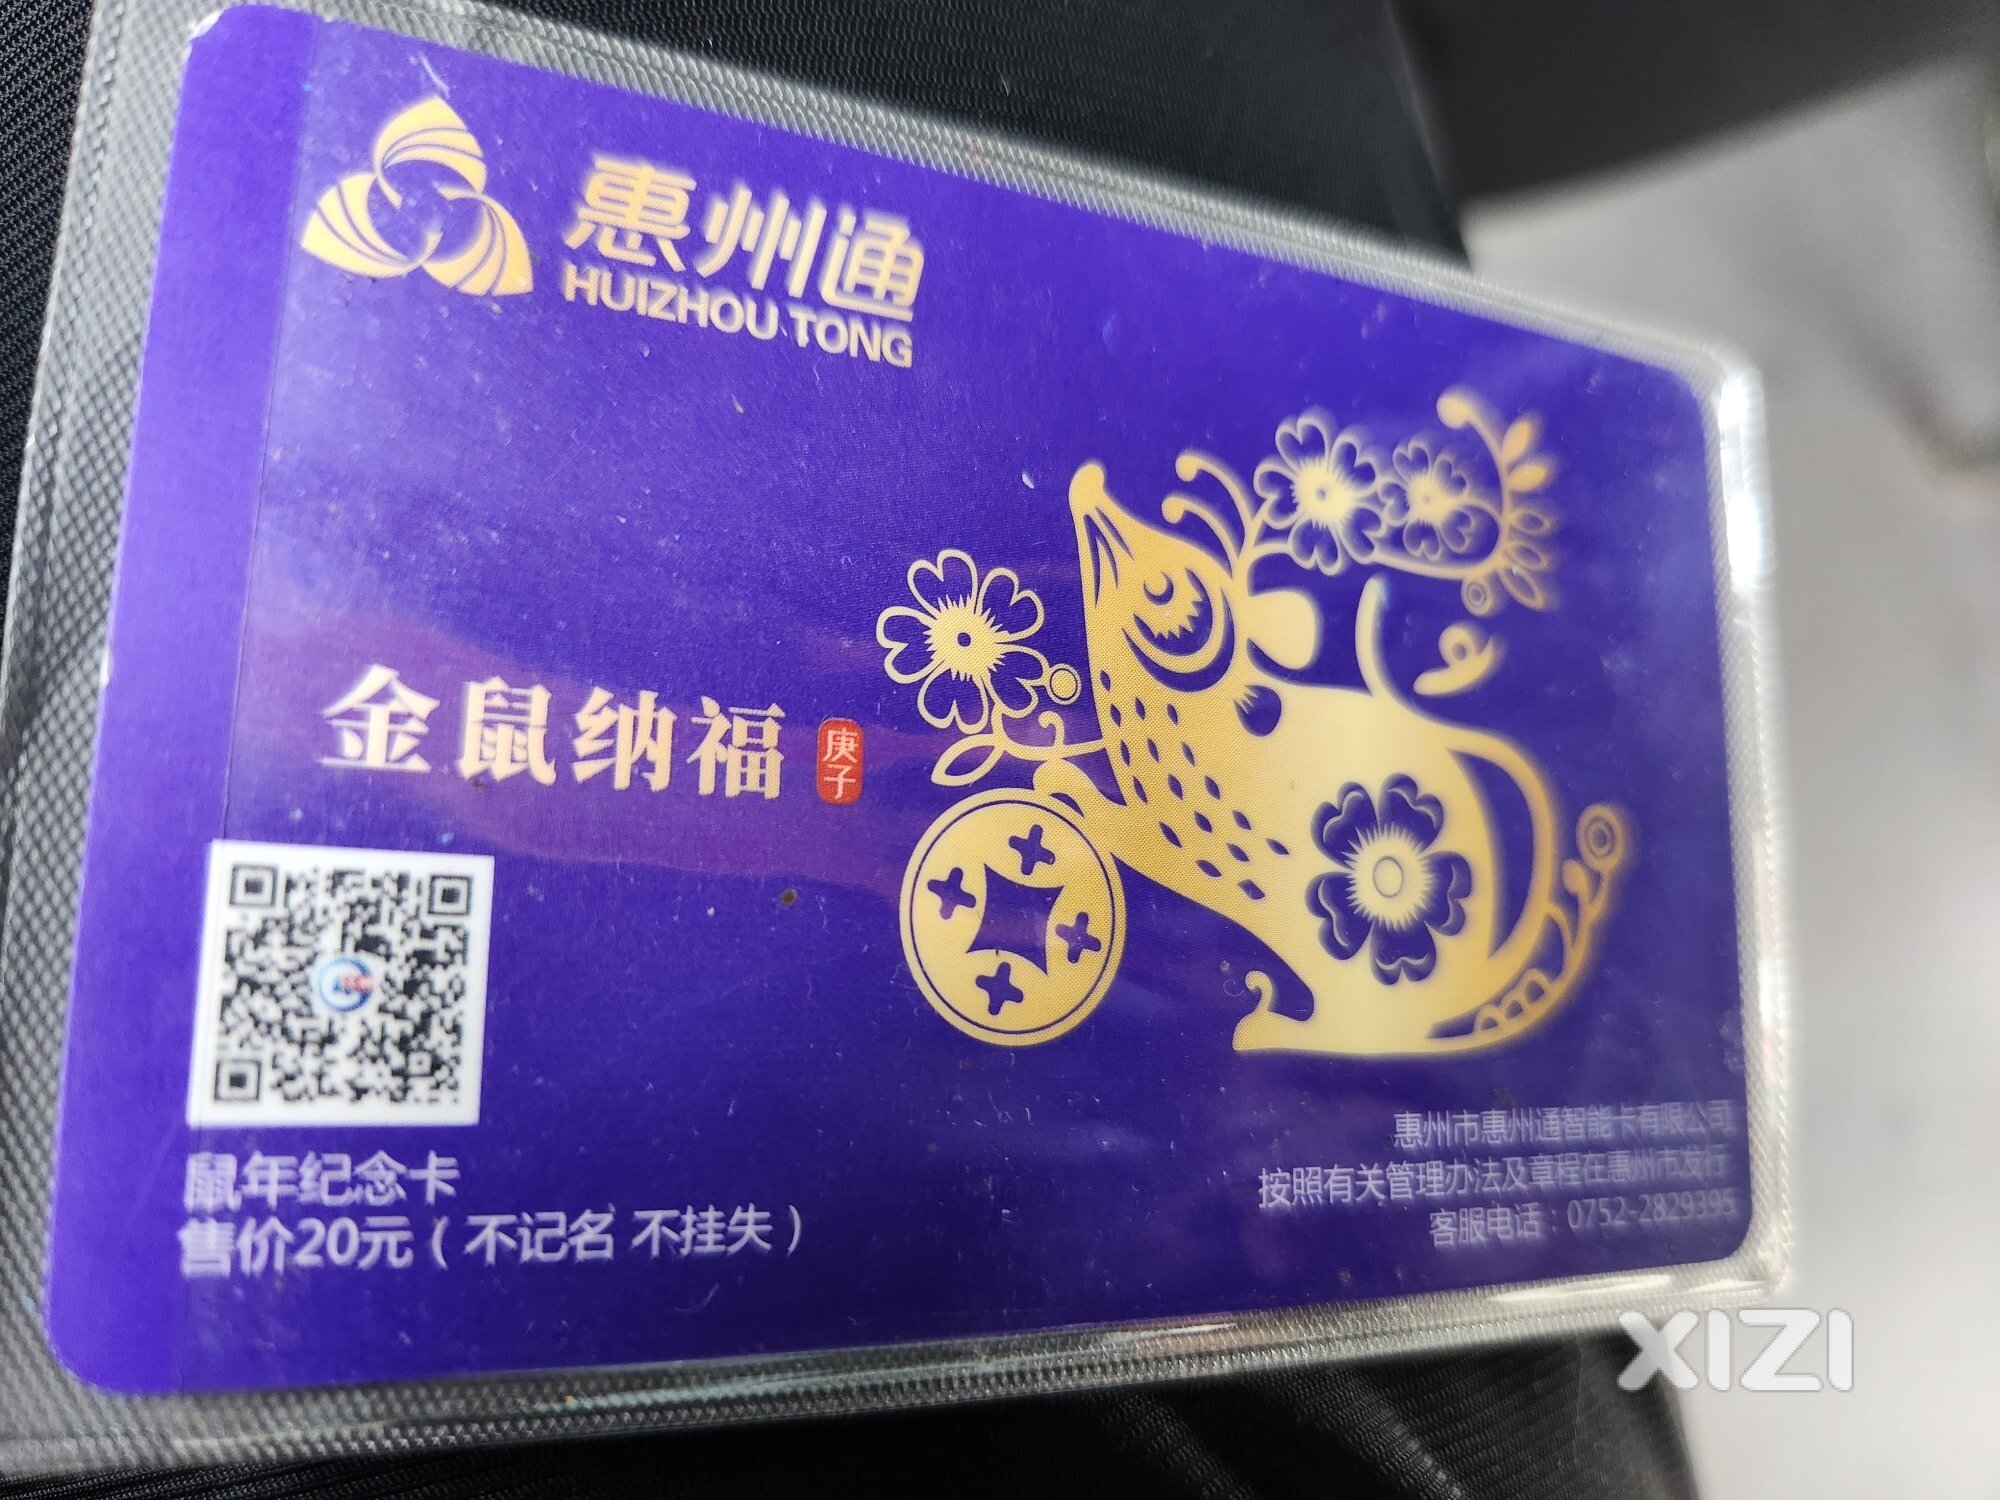 惠州通
HUIZHOU TONG
金鼠纳福
庚子
鼠年纪念卡
售价20元（不记名 不挂失）
惠州市惠州通智能卡有限公司
按照有关管理办法及章程在惠州市发行
客服电话：0752-2829395
XIZI